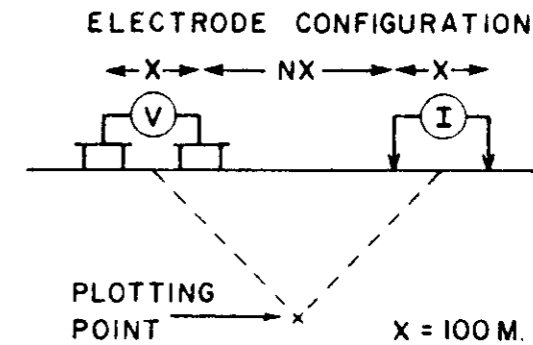 ELECTRODE CONFIGURATION
X NX X
V I
PLOTTING
POINT x X = 100 M.